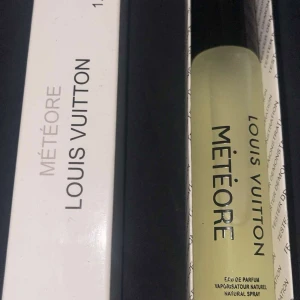 MÉTÉORE
LOUIS VUITTON
LOUIS VUITTON
MÉTÉORE
EAU DE PARFUM
VAPORISATEUR NATUREL
NATURAL SPRAY